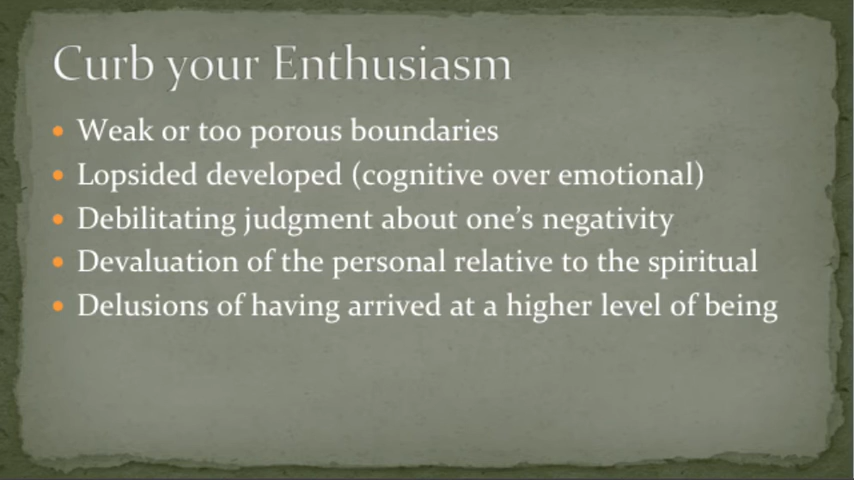 Curb your Enthusiasm
• Weak or too porous boundaries
• Lopsided developed (cognitive over emotional)
• Debilitating judgment about one’s negativity
• Devaluation of the personal relative to the spiritual
• Delusions of having arrived at a higher level of being